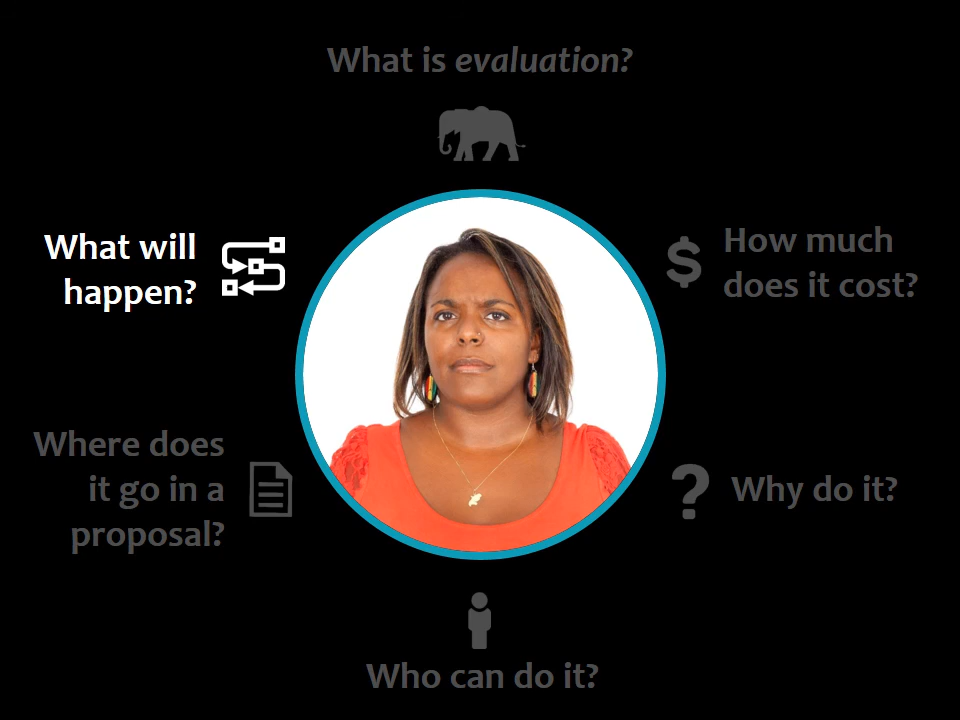 What is evaluation?
What will
happen?
How much
does it cost?
Where does
it go in a
proposal?
Why do it?
Who can do it?